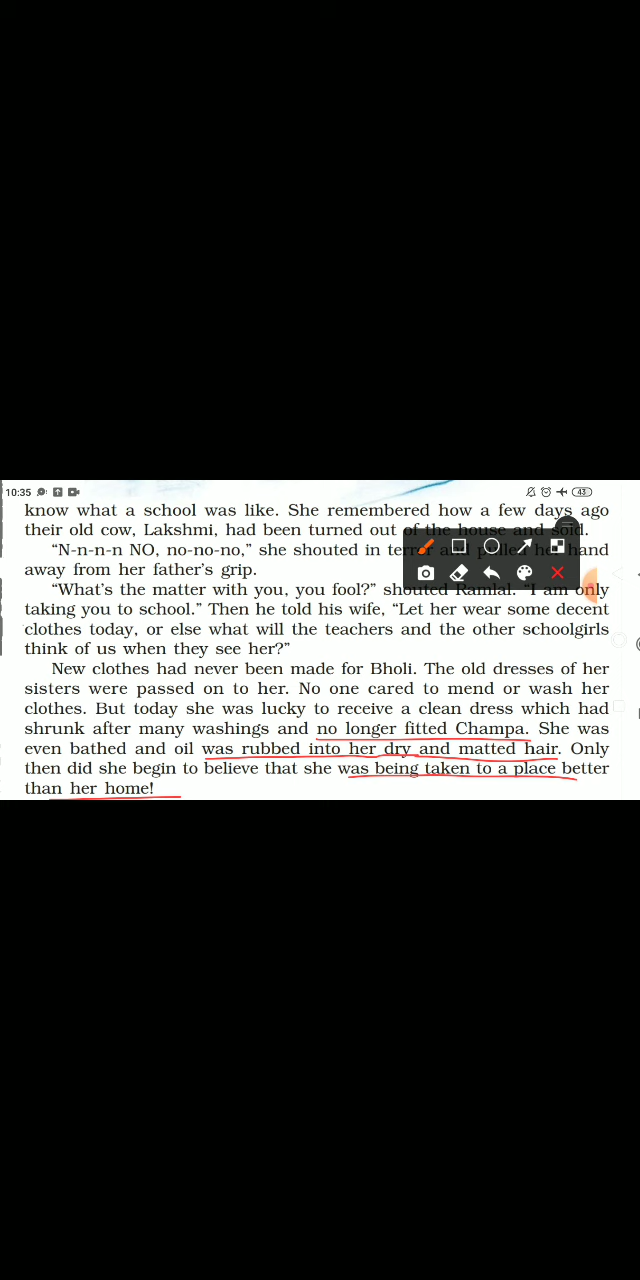 10:35
43
know what a school was like. She remembered how a few days ago
their old cow, Lakshmi, had been turned out of the house and sold.
“N-n-n-n NO, no-no-no,” she shouted in terror and pulled her hand
away from her father’s grip.
“What’s the matter with you, you fool?” shouted Ramlal. “I am only
taking you to school.” Then he told his wife, “Let her wear some decent
clothes today, or else what will the teachers and the other schoolgirls
think of us when they see her?”
New clothes had never been made for Bholi. The old dresses of her
sisters were passed on to her. No one cared to mend or wash her
clothes. But today she was lucky to receive a clean dress which had
shrunk after many washings and no longer fitted Champa. She was
even bathed and oil was rubbed into her dry and matted hair. Only
then did she begin to believe that she was being taken to a place better
than her home!